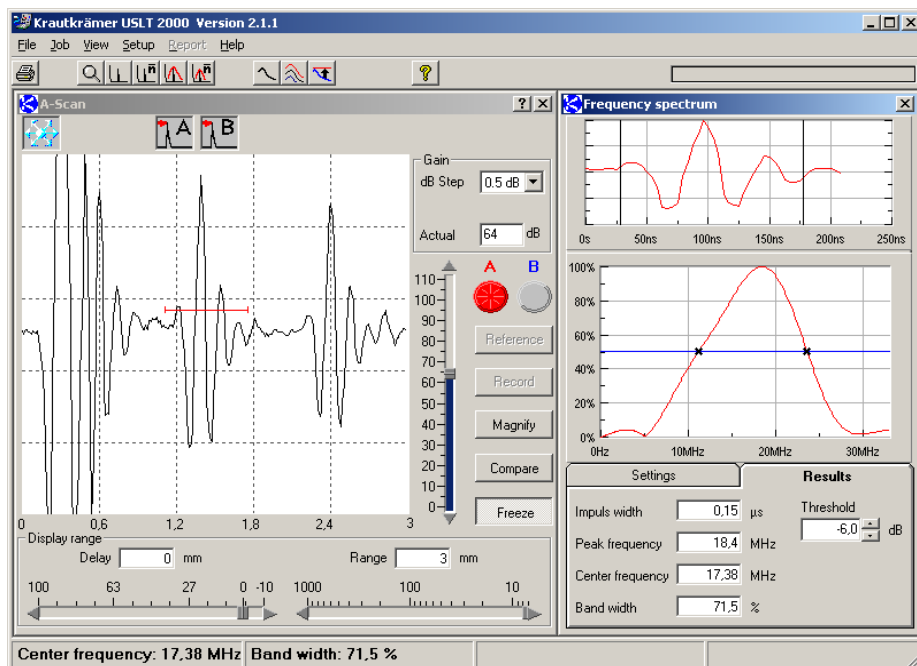 Krautkrämer USLT 2000 Version 2.1.1
File Job View Setup Report Help
A-Scan
A B
Gain
dB Step 0.5 dB
Actual 64 dB
A B
110
100
90
80
70
60
50
40
30
20
10
0
Reference
Record
Magnify
Compare
Freeze
0 0,6 1,2 1,8 2,4 3
Display range
Delay 0 mm Range 3 mm
100 63 27 0 -10 1000 100 10
Frequency spectrum
0s 50ns 100ns 150ns 200ns 250ns
100%
80%
60%
40%
20%
0%
0Hz 10MHz 20MHz 30MHz
Settings Results
Impuls width 0,15 µs Threshold
-6,0 dB
Peak frequency 18,4 MHz
Center frequency 17,38 MHz
Band width 71,5 %
Center frequency: 17,38 MHz Band width: 71,5 %